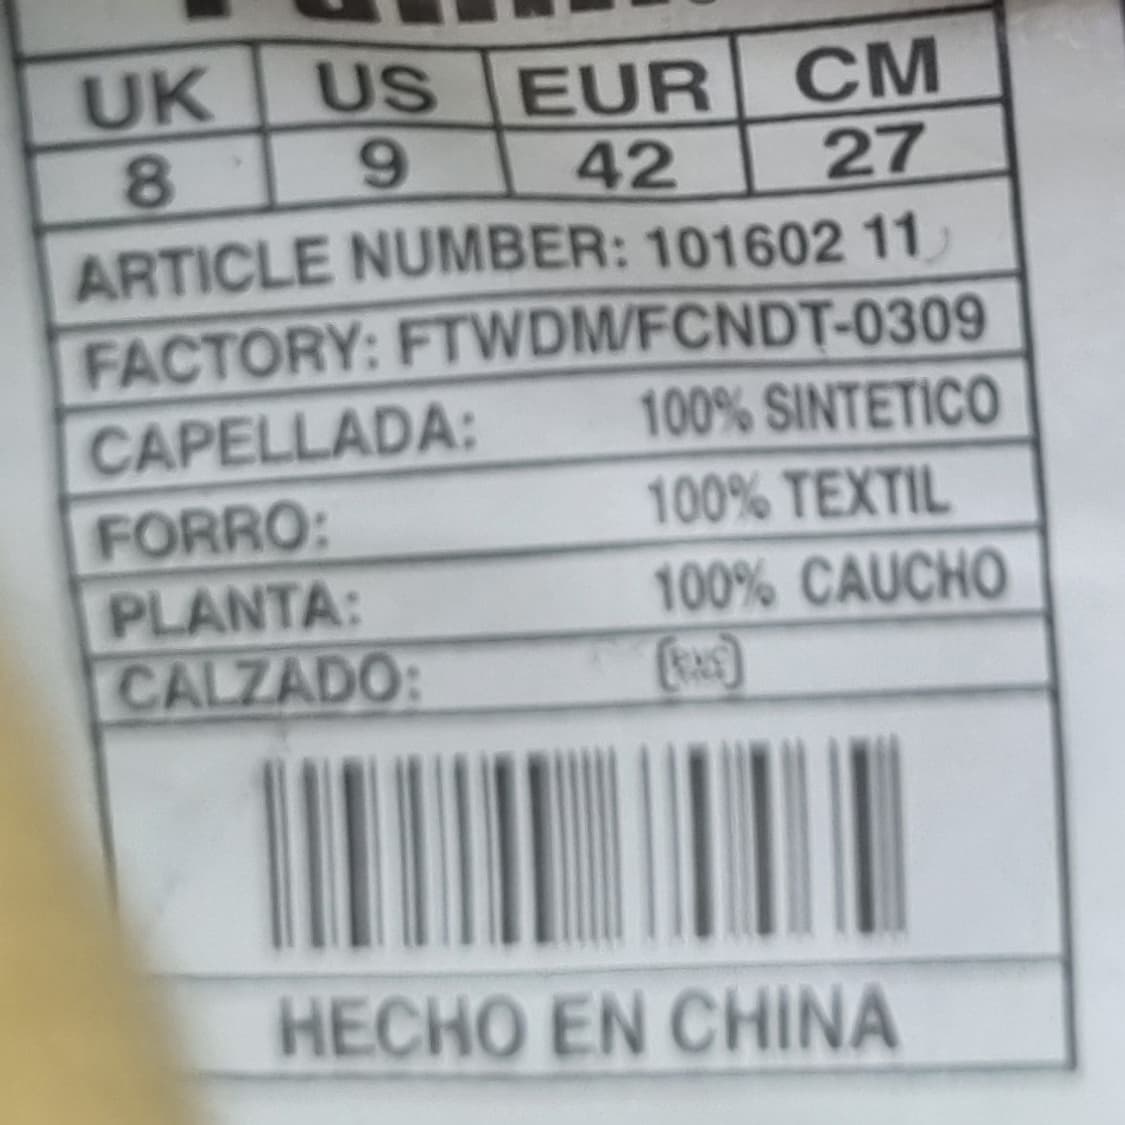 UK US EUR CM
8 9 42 27
ARTICLE NUMBER: 101602 11
FACTORY: FTWDM/FCNDT-0309
CAPELLADA: 100% SINTETICO
FORRO: 100% TEXTIL
PLANTA: 100% CAUCHO
CALZADO:
HECHO EN CHINA